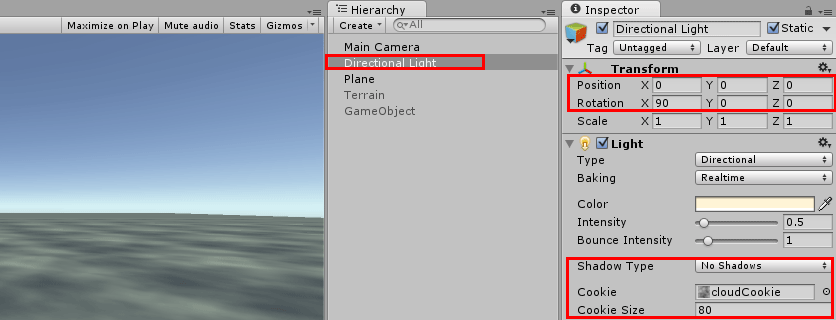 Maximize on Play Mute audio Stats Gizmos
Hierarchy
Create All
Main Camera
Directional Light
Plane
Terrain
GameObject
Inspector
Directional Light Static
Tag Untagged Layer Default
Transform
Position X 0 Y 0 Z 0
Rotation X 90 Y 0 Z 0
Scale X 1 Y 1 Z 1
Light
Type Directional
Baking Realtime
Color
Intensity 0.5
Bounce Intensity 1
Shadow Type No Shadows
Cookie cloudCookie
Cookie Size 80